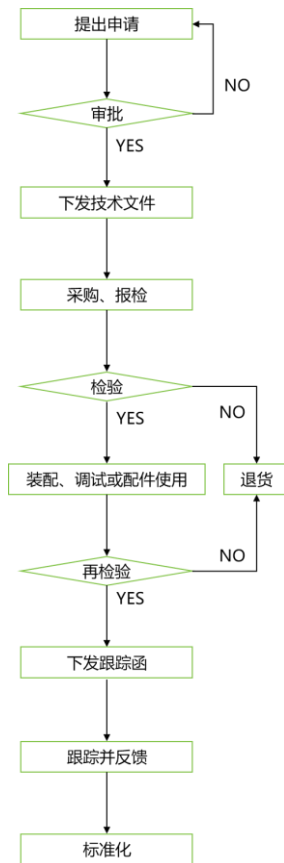 提出申请
NO
审批
YES
下发技术文件
采购、报检
检验
NO
YES
装配、调试或配件使用
退货
NO
再检验
YES
下发跟踪函
跟踪并反馈
标准化